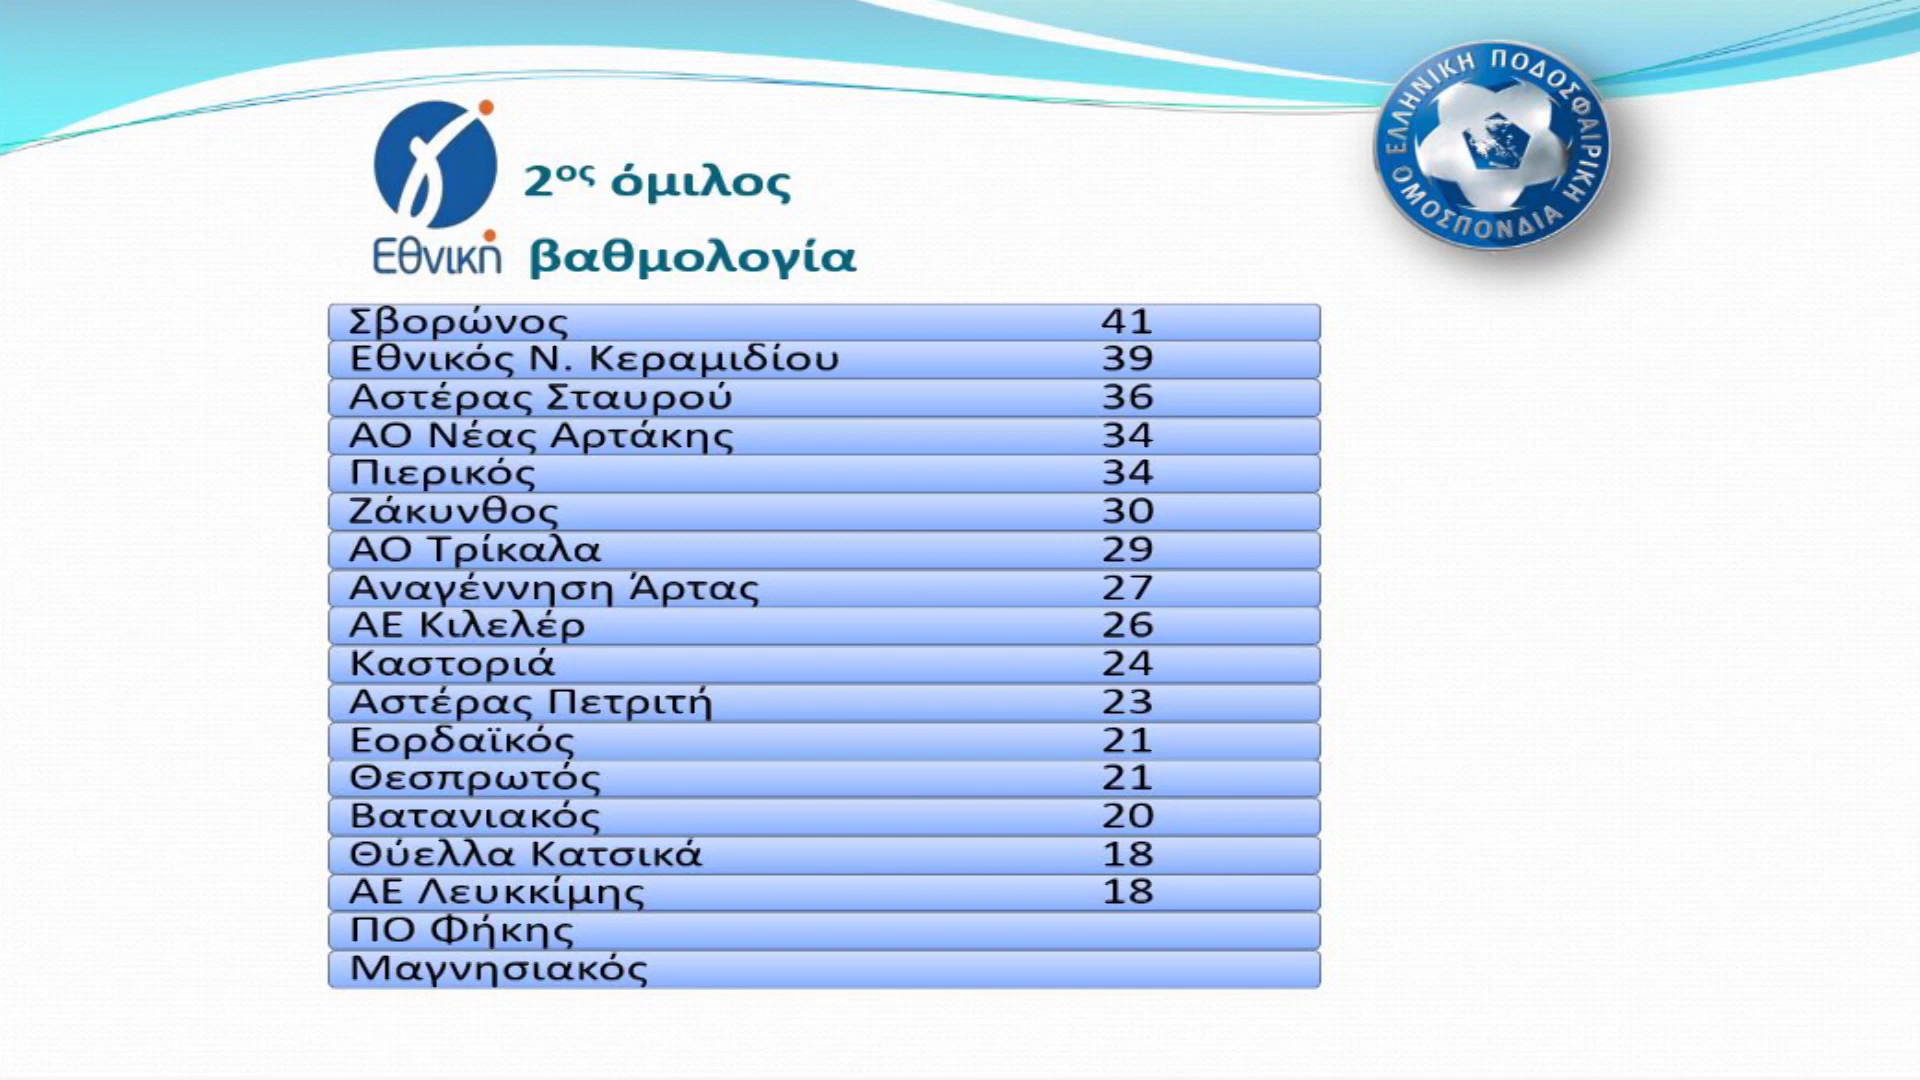 ΕΛΛΗΝΙΚΗ ΠΟΔΟΣΦΑΙΡΙΚΗ
ΟΜΟΣΠΟΝΔΙΑ
γ
Εθνική
2ος όμιλος
βαθμολογία
Σβορώνος 41
Εθνικός Ν. Κεραμιδίου 39
Αστέρας Σταυρού 36
ΑΟ Νέας Αρτάκης 34
Πιερικός 34
Ζάκυνθος 30
ΑΟ Τρίκαλα 29
Αναγέννηση Άρτας 27
ΑΕ Κιλελέρ 26
Καστοριά 24
Αστέρας Πετριτή 23
Εορδαϊκός 21
Θεσπρωτός 21
Βατανιακός 20
Θύελλα Κατσικά 18
ΑΕ Λευκκίμης 18
ΠΟ Φήκης
Μαγνησιακός